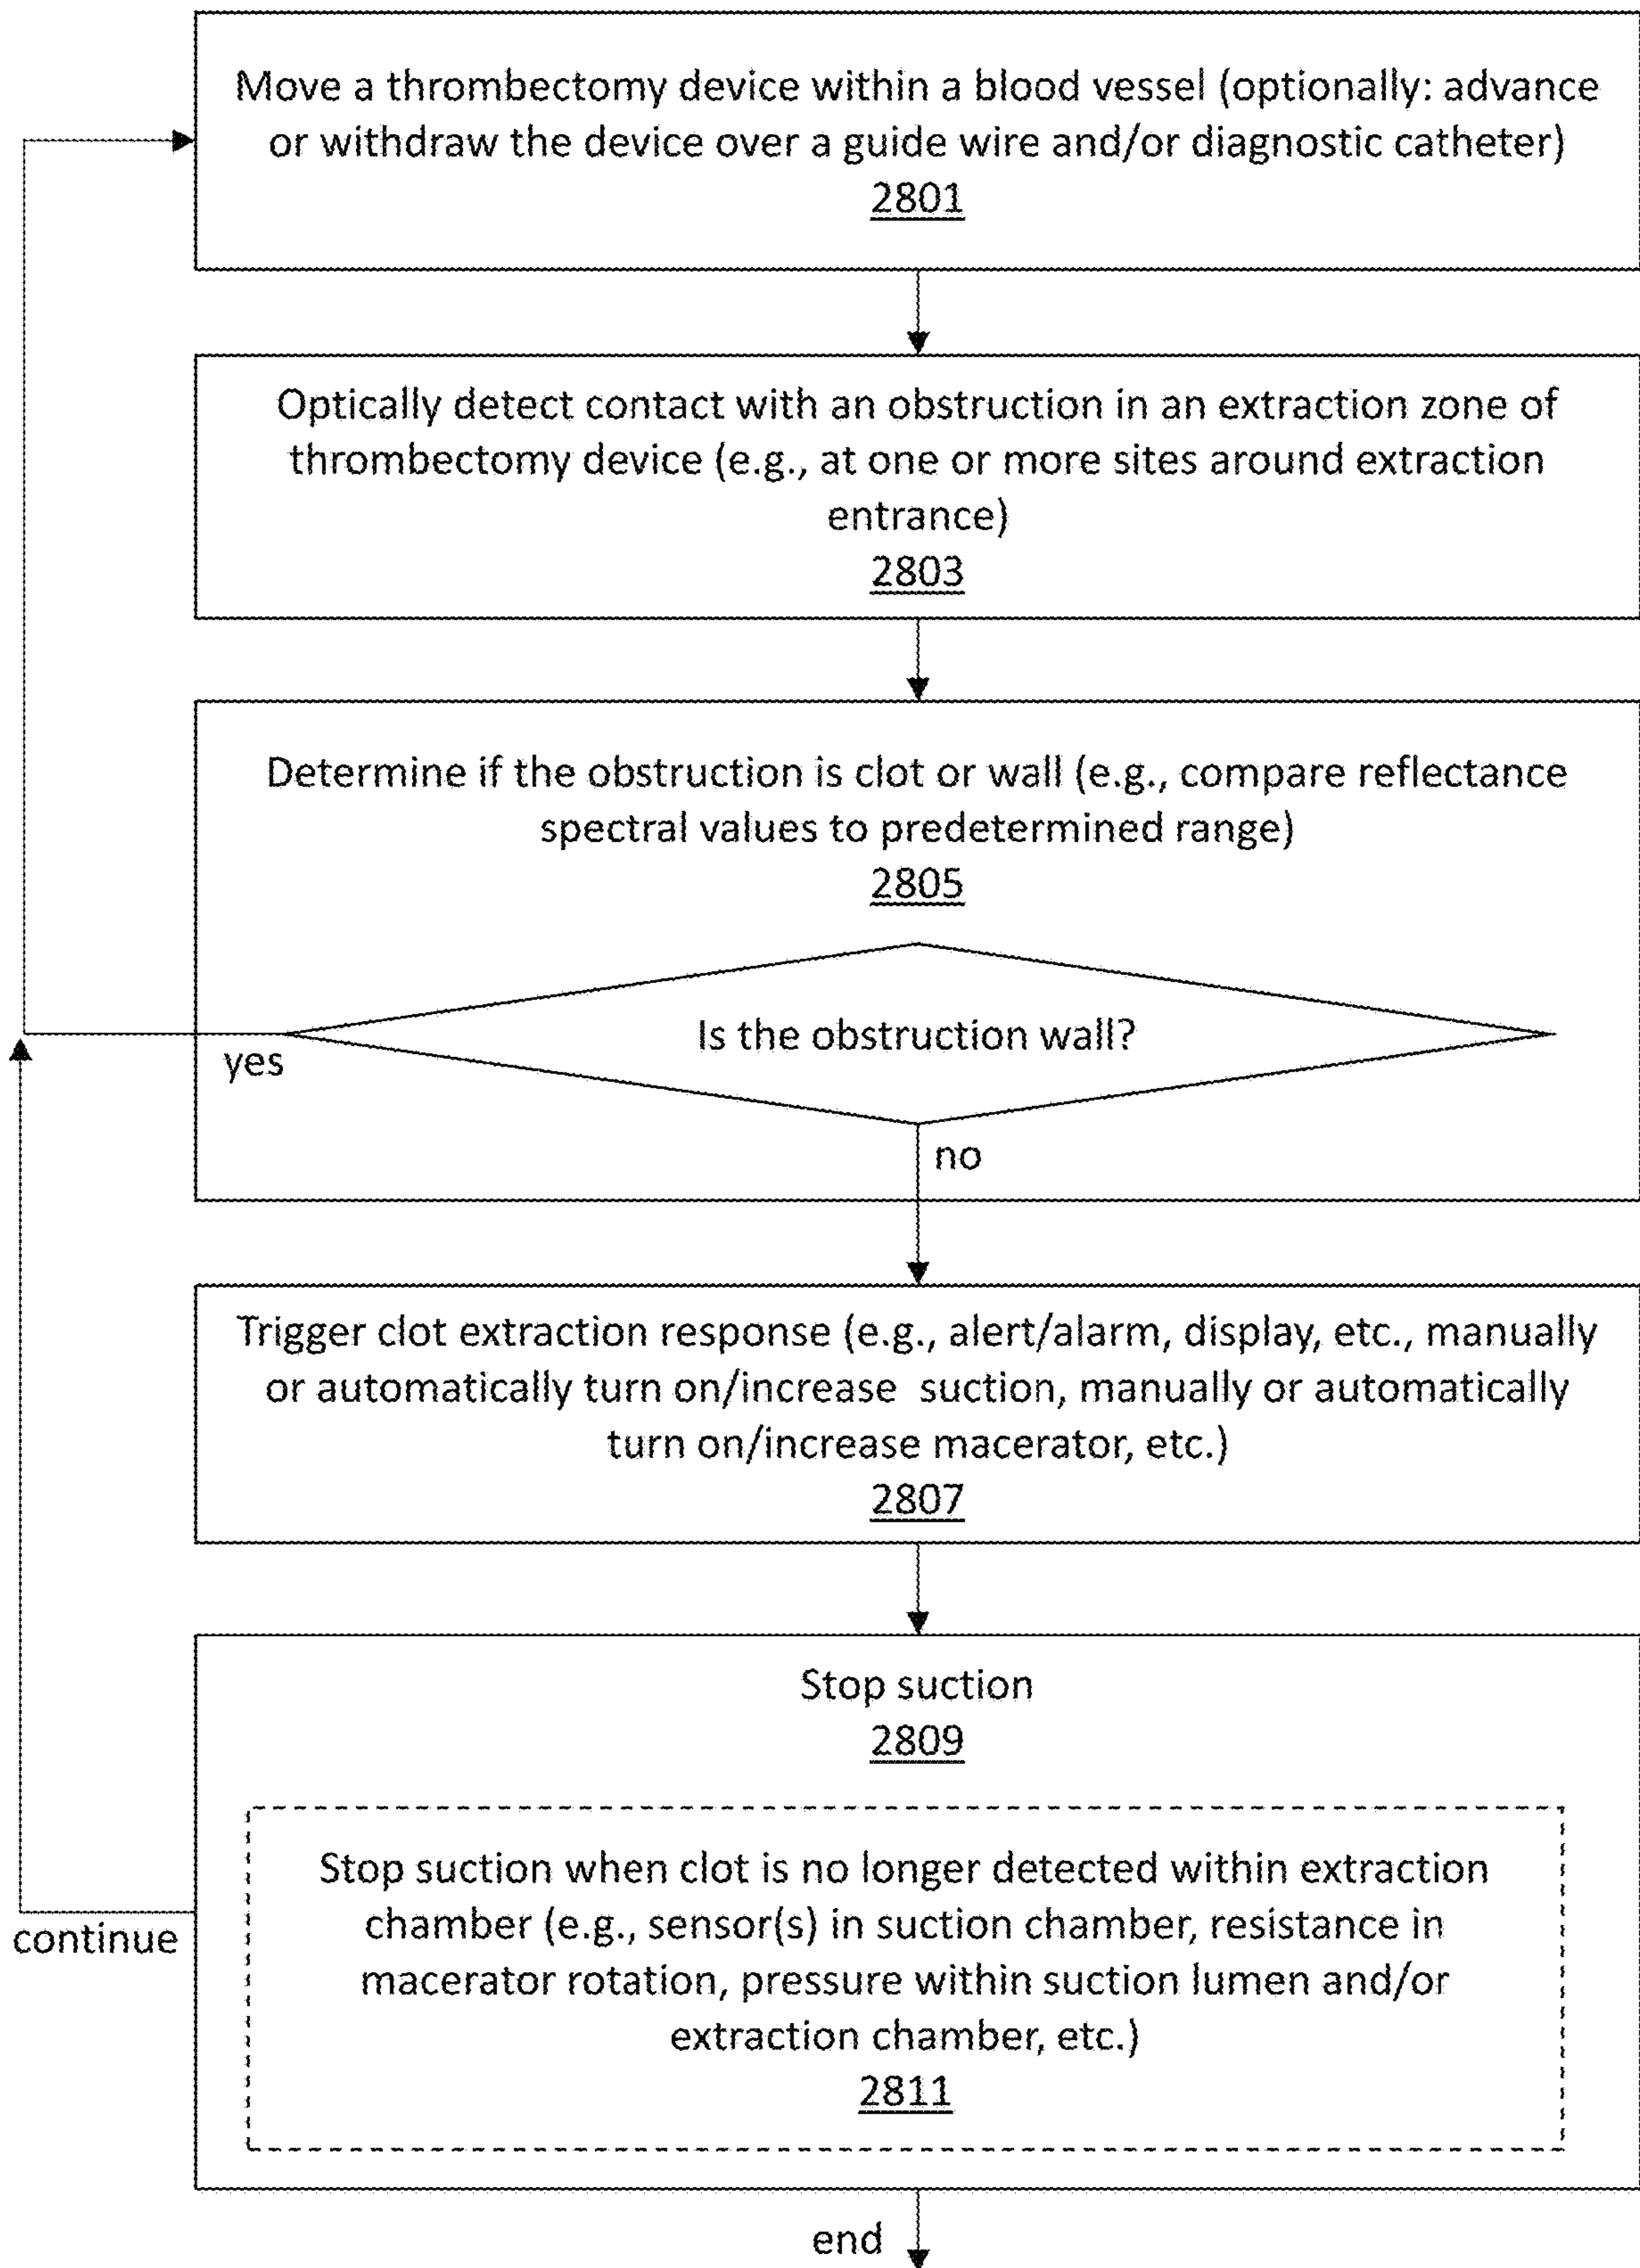 Move a thrombectomy device within a blood vessel (optionally: advance
or withdraw the device over a guide wire and/or diagnostic catheter)
2801
Optically detect contact with an obstruction in an extraction zone of
thrombectomy device (e.g., at one or more sites around extraction
entrance)
2803
Determine if the obstruction is clot or wall (e.g., compare reflectance
spectral values to predetermined range)
2805
Is the obstruction wall?
yes
no
Trigger clot extraction response (e.g., alert/alarm, display, etc., manually
or automatically turn on/increase suction, manually or automatically
turn on/increase macerator, etc.)
2807
Stop suction
2809
Stop suction when clot is no longer detected within extraction
chamber (e.g., sensor(s) in suction chamber, resistance in
macerator rotation, pressure within suction lumen and/or
extraction chamber, etc.)
2811
continue
end